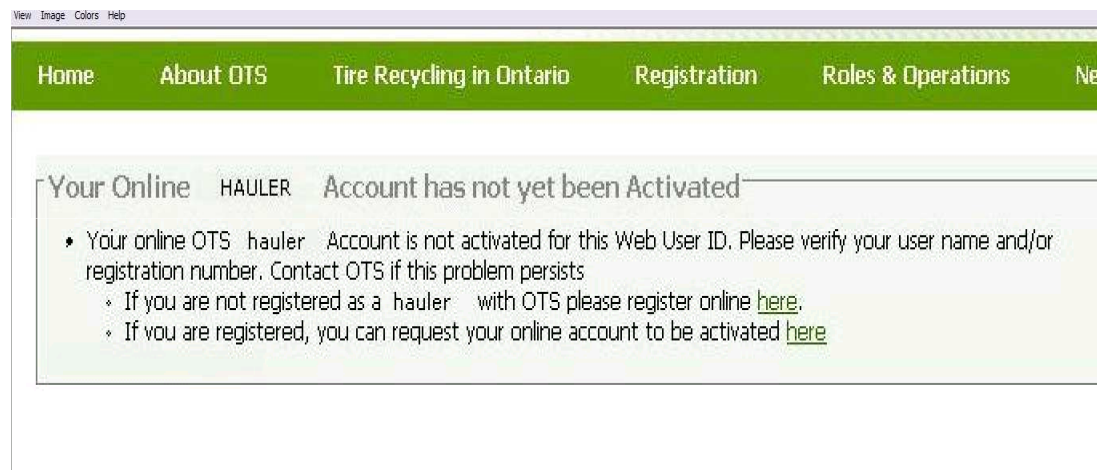 View Image Colors Help
Home About OTS Tire Recycling in Ontario Registration Roles & Operations Ne
Your Online HAULER Account has not yet been Activated
• Your online OTS hauler Account is not activated for this Web User ID. Please verify your user name and/or
registration number. Contact OTS if this problem persists
◦ If you are not registered as a hauler with OTS please register online here.
◦ If you are registered, you can request your online account to be activated here